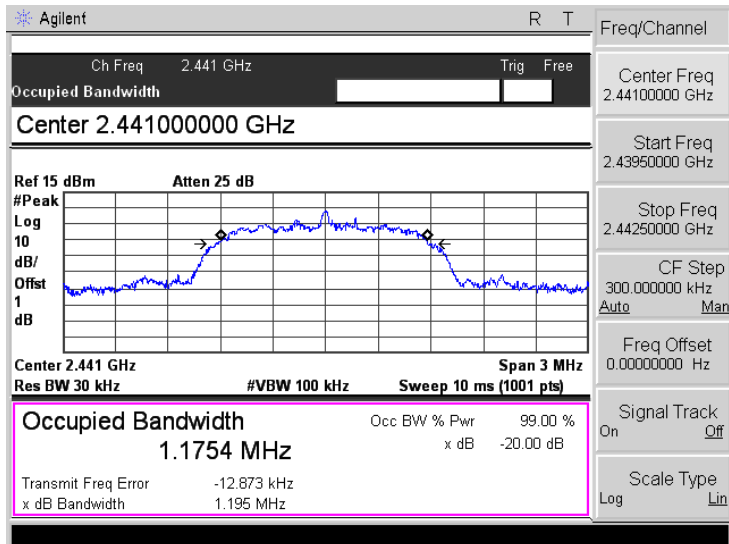 Agilent R T
Ch Freq 2.441 GHz Trig Free
Occupied Bandwidth
Center 2.441000000 GHz
Ref 15 dBm Atten 25 dB
#Peak
Log
10
dB/
Offst
1
dB
Center 2.441 GHz Span 3 MHz
Res BW 30 kHz #VBW 100 kHz Sweep 10 ms (1001 pts)
Occupied Bandwidth Occ BW % Pwr 99.00 %
1.1754 MHz x dB -20.00 dB
Transmit Freq Error -12.873 kHz
x dB Bandwidth 1.195 MHz
Freq/Channel
Center Freq
2.44100000 GHz
Start Freq
2.43950000 GHz
Stop Freq
2.44250000 GHz
CF Step
300.000000 kHz
Auto Man
Freq Offset
0.00000000 Hz
Signal Track
On Off
Scale Type
Log Lin